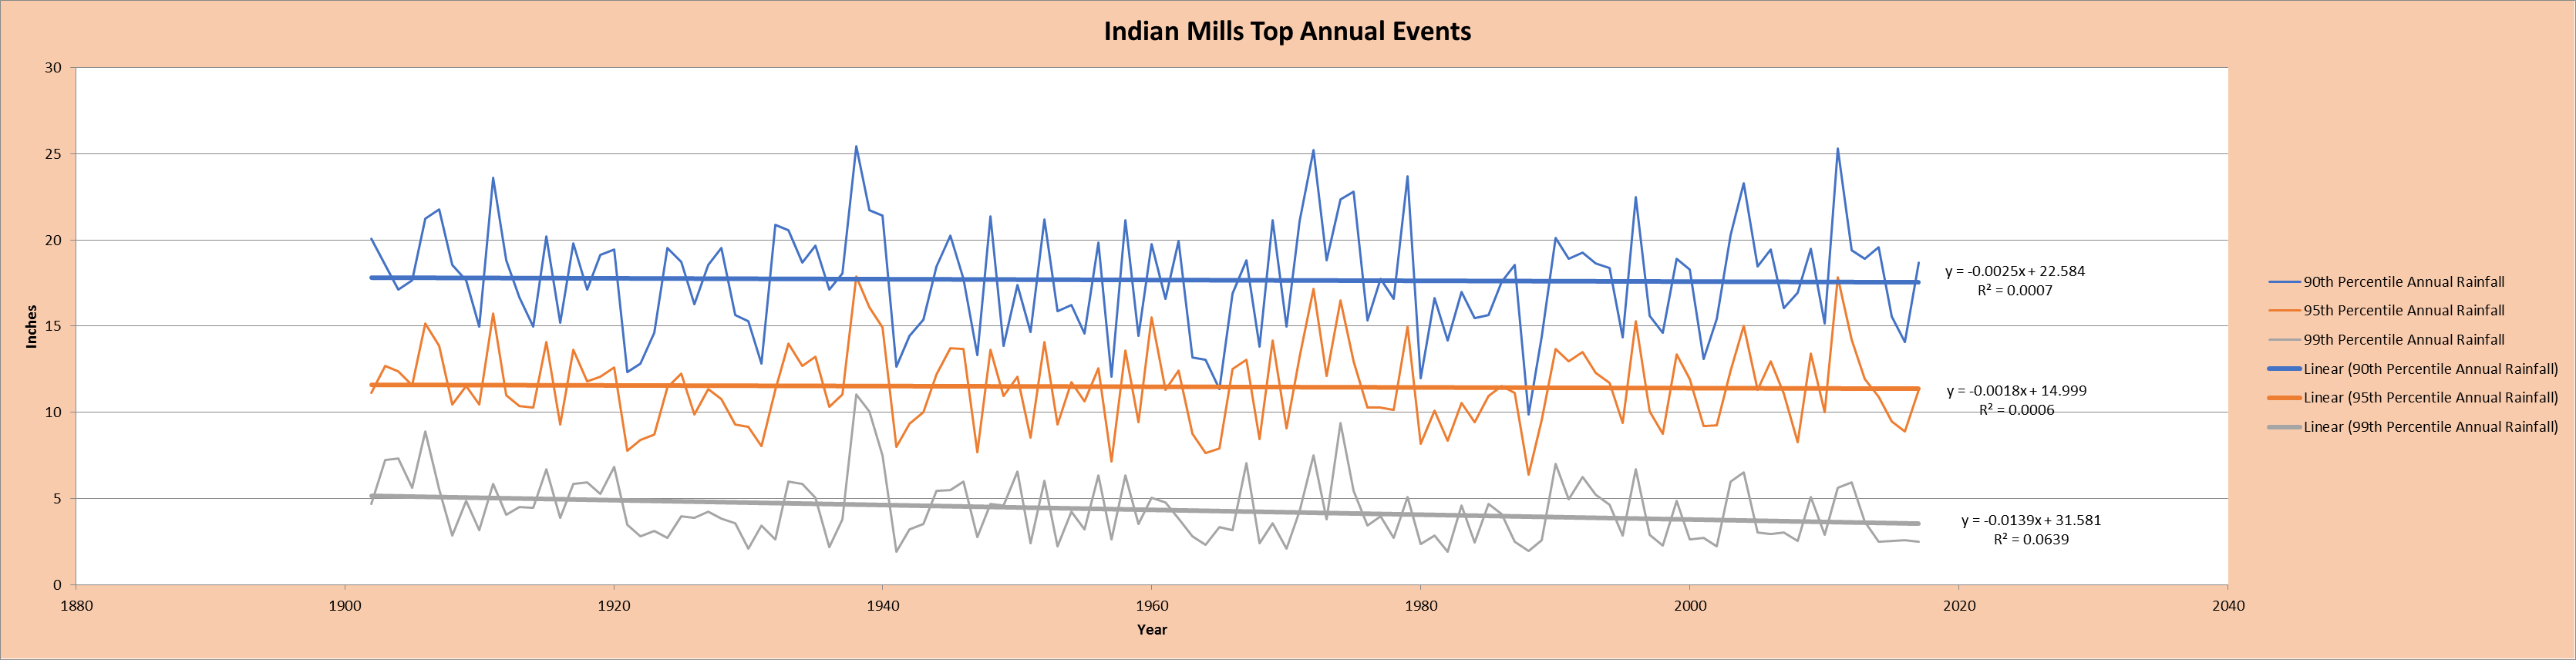 Indian Mills Top Annual Events
Inches
30
25
20
15
10
5
0
1880
1900
1920
1940
1960
1980
2000
2020
2040
Year
y = -0.0025x + 22.584
R² = 0.0007
y = -0.0018x + 14.999
R² = 0.0006
y = -0.0139x + 31.581
R² = 0.0639
90th Percentile Annual Rainfall
95th Percentile Annual Rainfall
99th Percentile Annual Rainfall
Linear (90th Percentile Annual Rainfall)
Linear (95th Percentile Annual Rainfall)
Linear (99th Percentile Annual Rainfall)